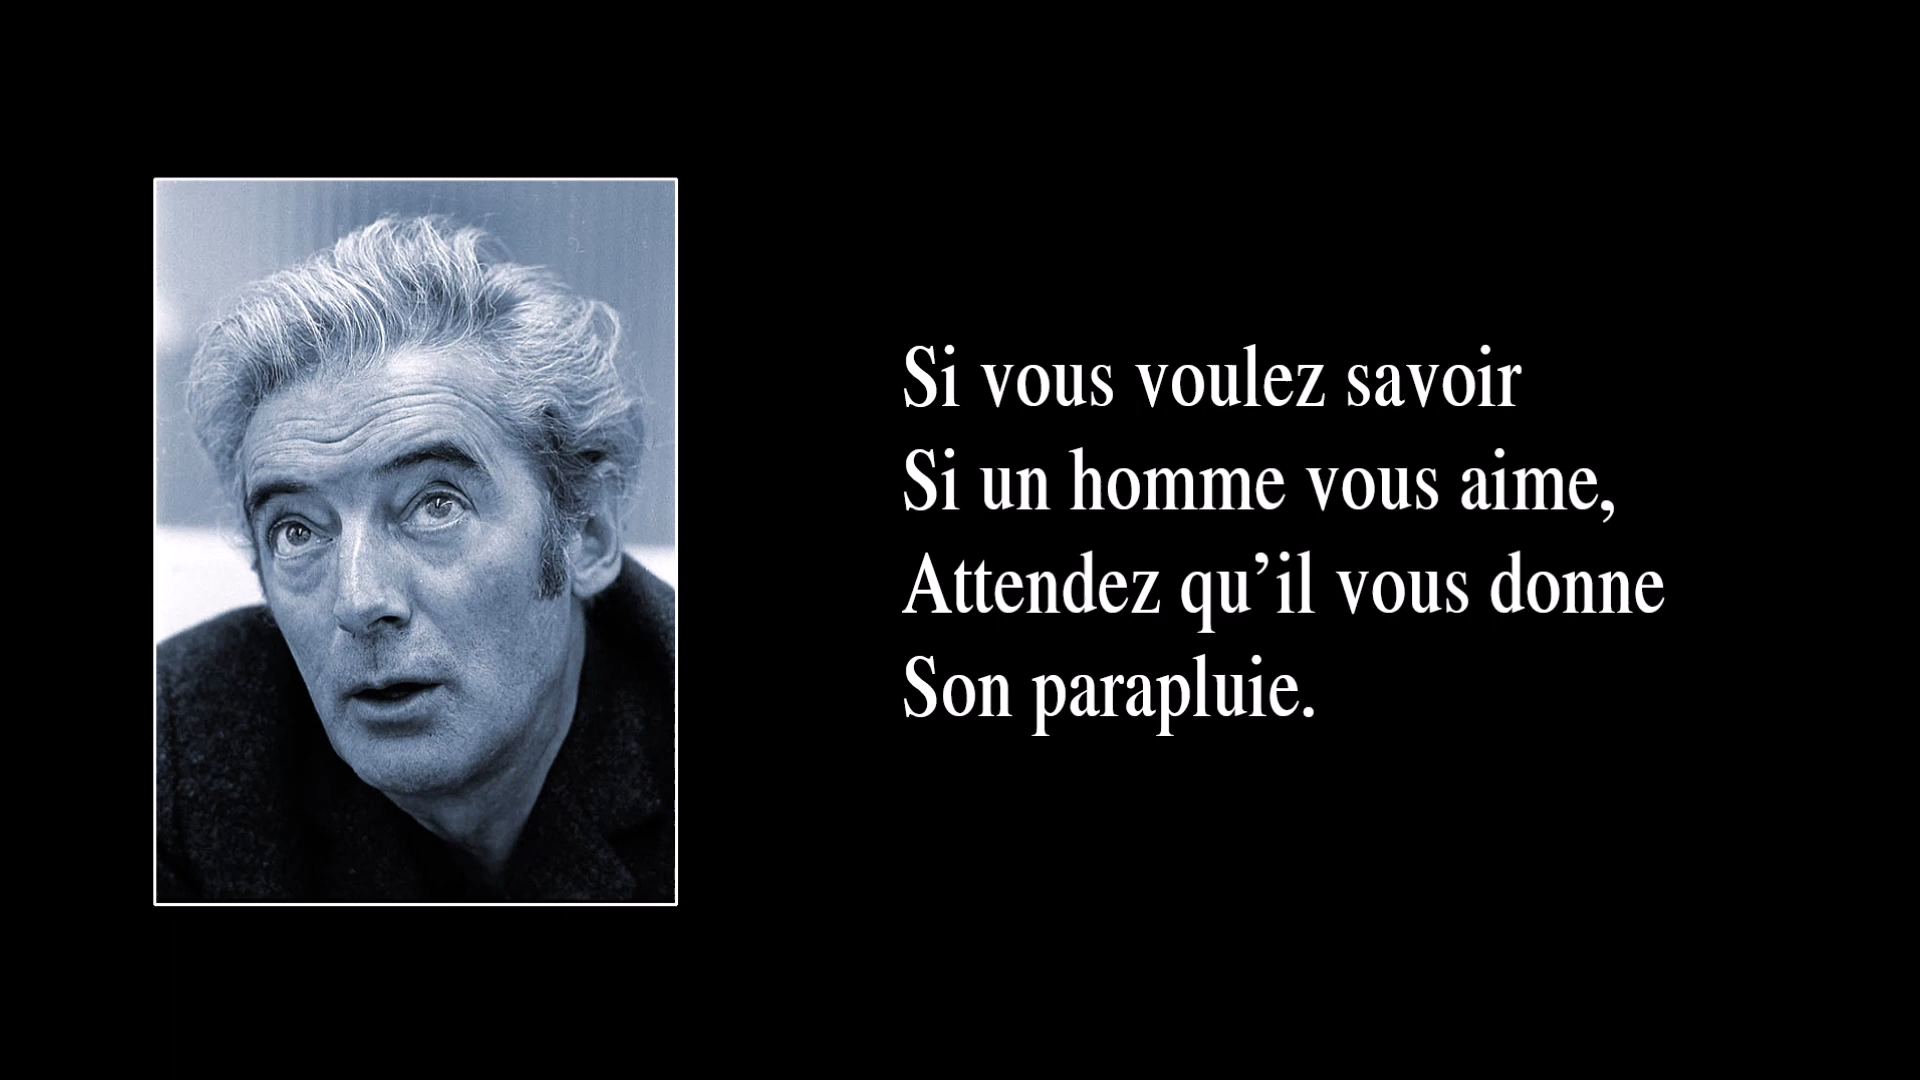 Si vous voulez savoir
Si un homme vous aime,
Attendez qu’il vous donne
Son parapluie.